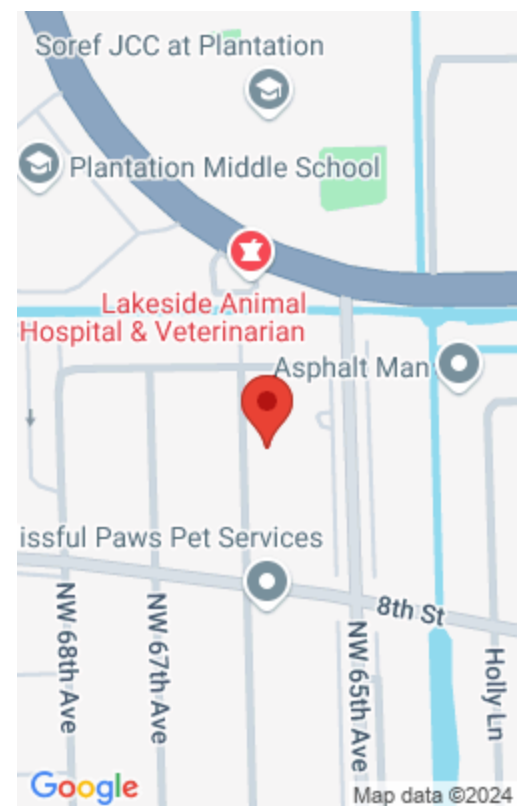 Soref JCC at Plantation
Plantation Middle School
Lakeside Animal
Hospital & Veterinarian
Asphalt Man
issful Paws Pet Services
8th St
NW 68th Ave
NW 67th Ave
NW 65th Ave
Holly Ln
Google
Map data ©2024